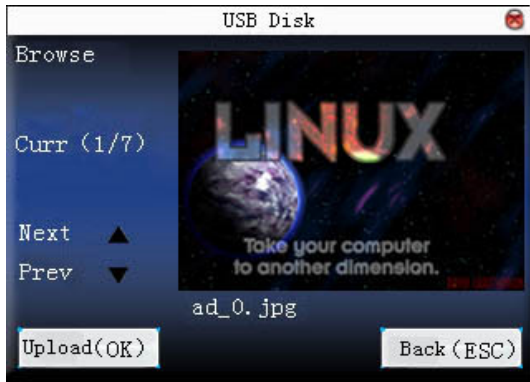 USB Disk
Browse
Curr (1/7)
Next
Prev
LINUX
Take your computer
to another dimension.
ad_0.jpg
Upload(OK)
Back(ESC)